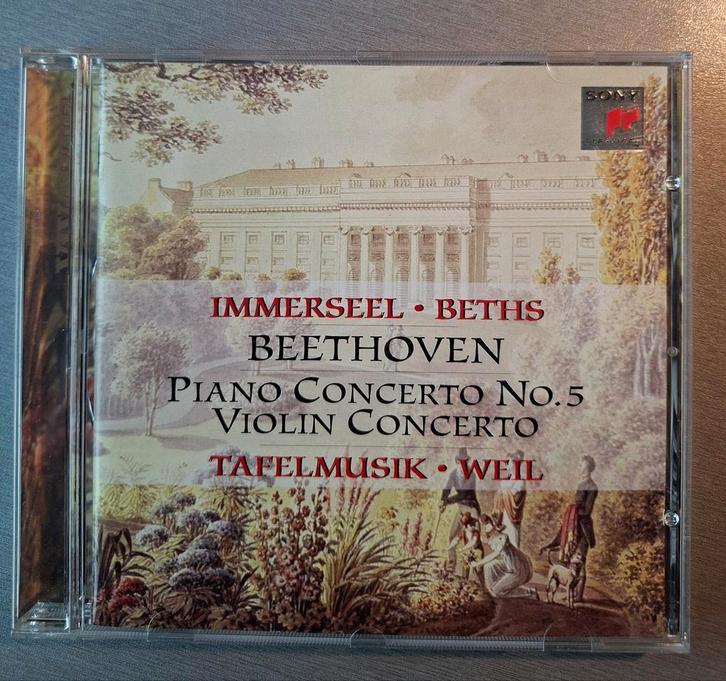 SONY
IMMERSEEL • BETHS
BEETHOVEN
PIANO CONCERTO NO. 5
VIOLIN CONCERTO
TAFELMUSIK • WEIL